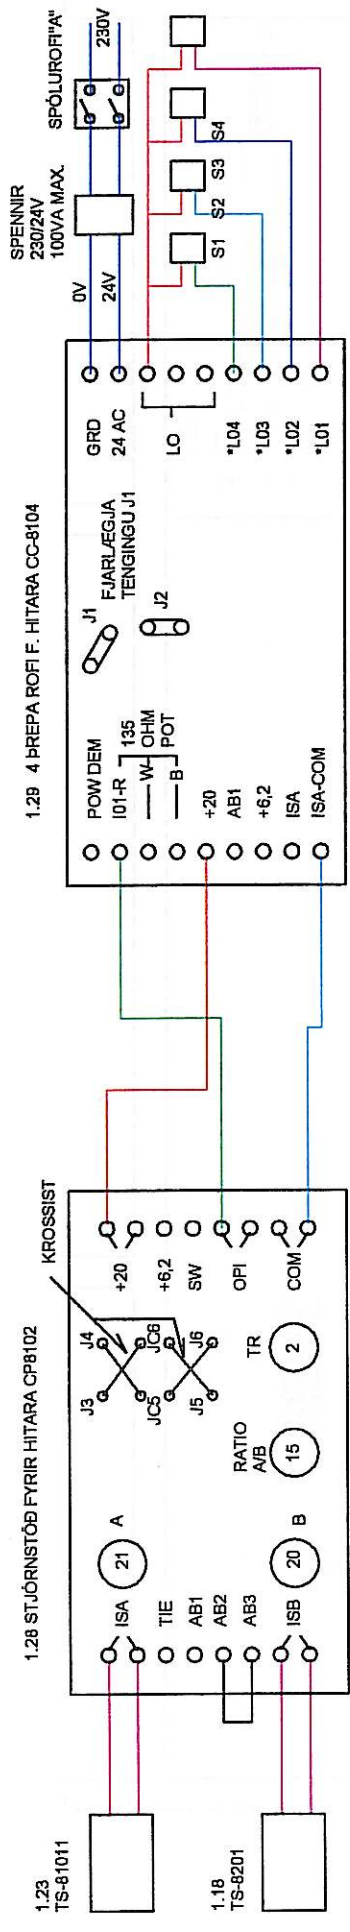 1.28 STJÓRNSTÖÐ FYRIR HITARA CP8102
1.23
TS-81011
1.18
TS-8201
ISA
TIE
AB1
AB2
AB3
ISB
A
21
20
B
RATIO
A/B
15
TR
2
J3
J4
JC5
JC6
J5
J6
KROSSIST
+20
+6,2
SW
OPI
COM
1.29 4 ÞREPA ROFI F. HITARA CC-8104
POW DEM
I01-R
W
B
135
OHM
POT
+20
AB1
+6,2
ISA
ISA-COM
J1
FJARLÆGJA
TENGINGU J1
J2
GRD
24 AC
LO
*L04
*L03
*L02
*L01
0V
24V
SPENNIR
230/24V
100VA MAX.
SPÓLUROFI"A"
230V
S1
S2
S3
S4